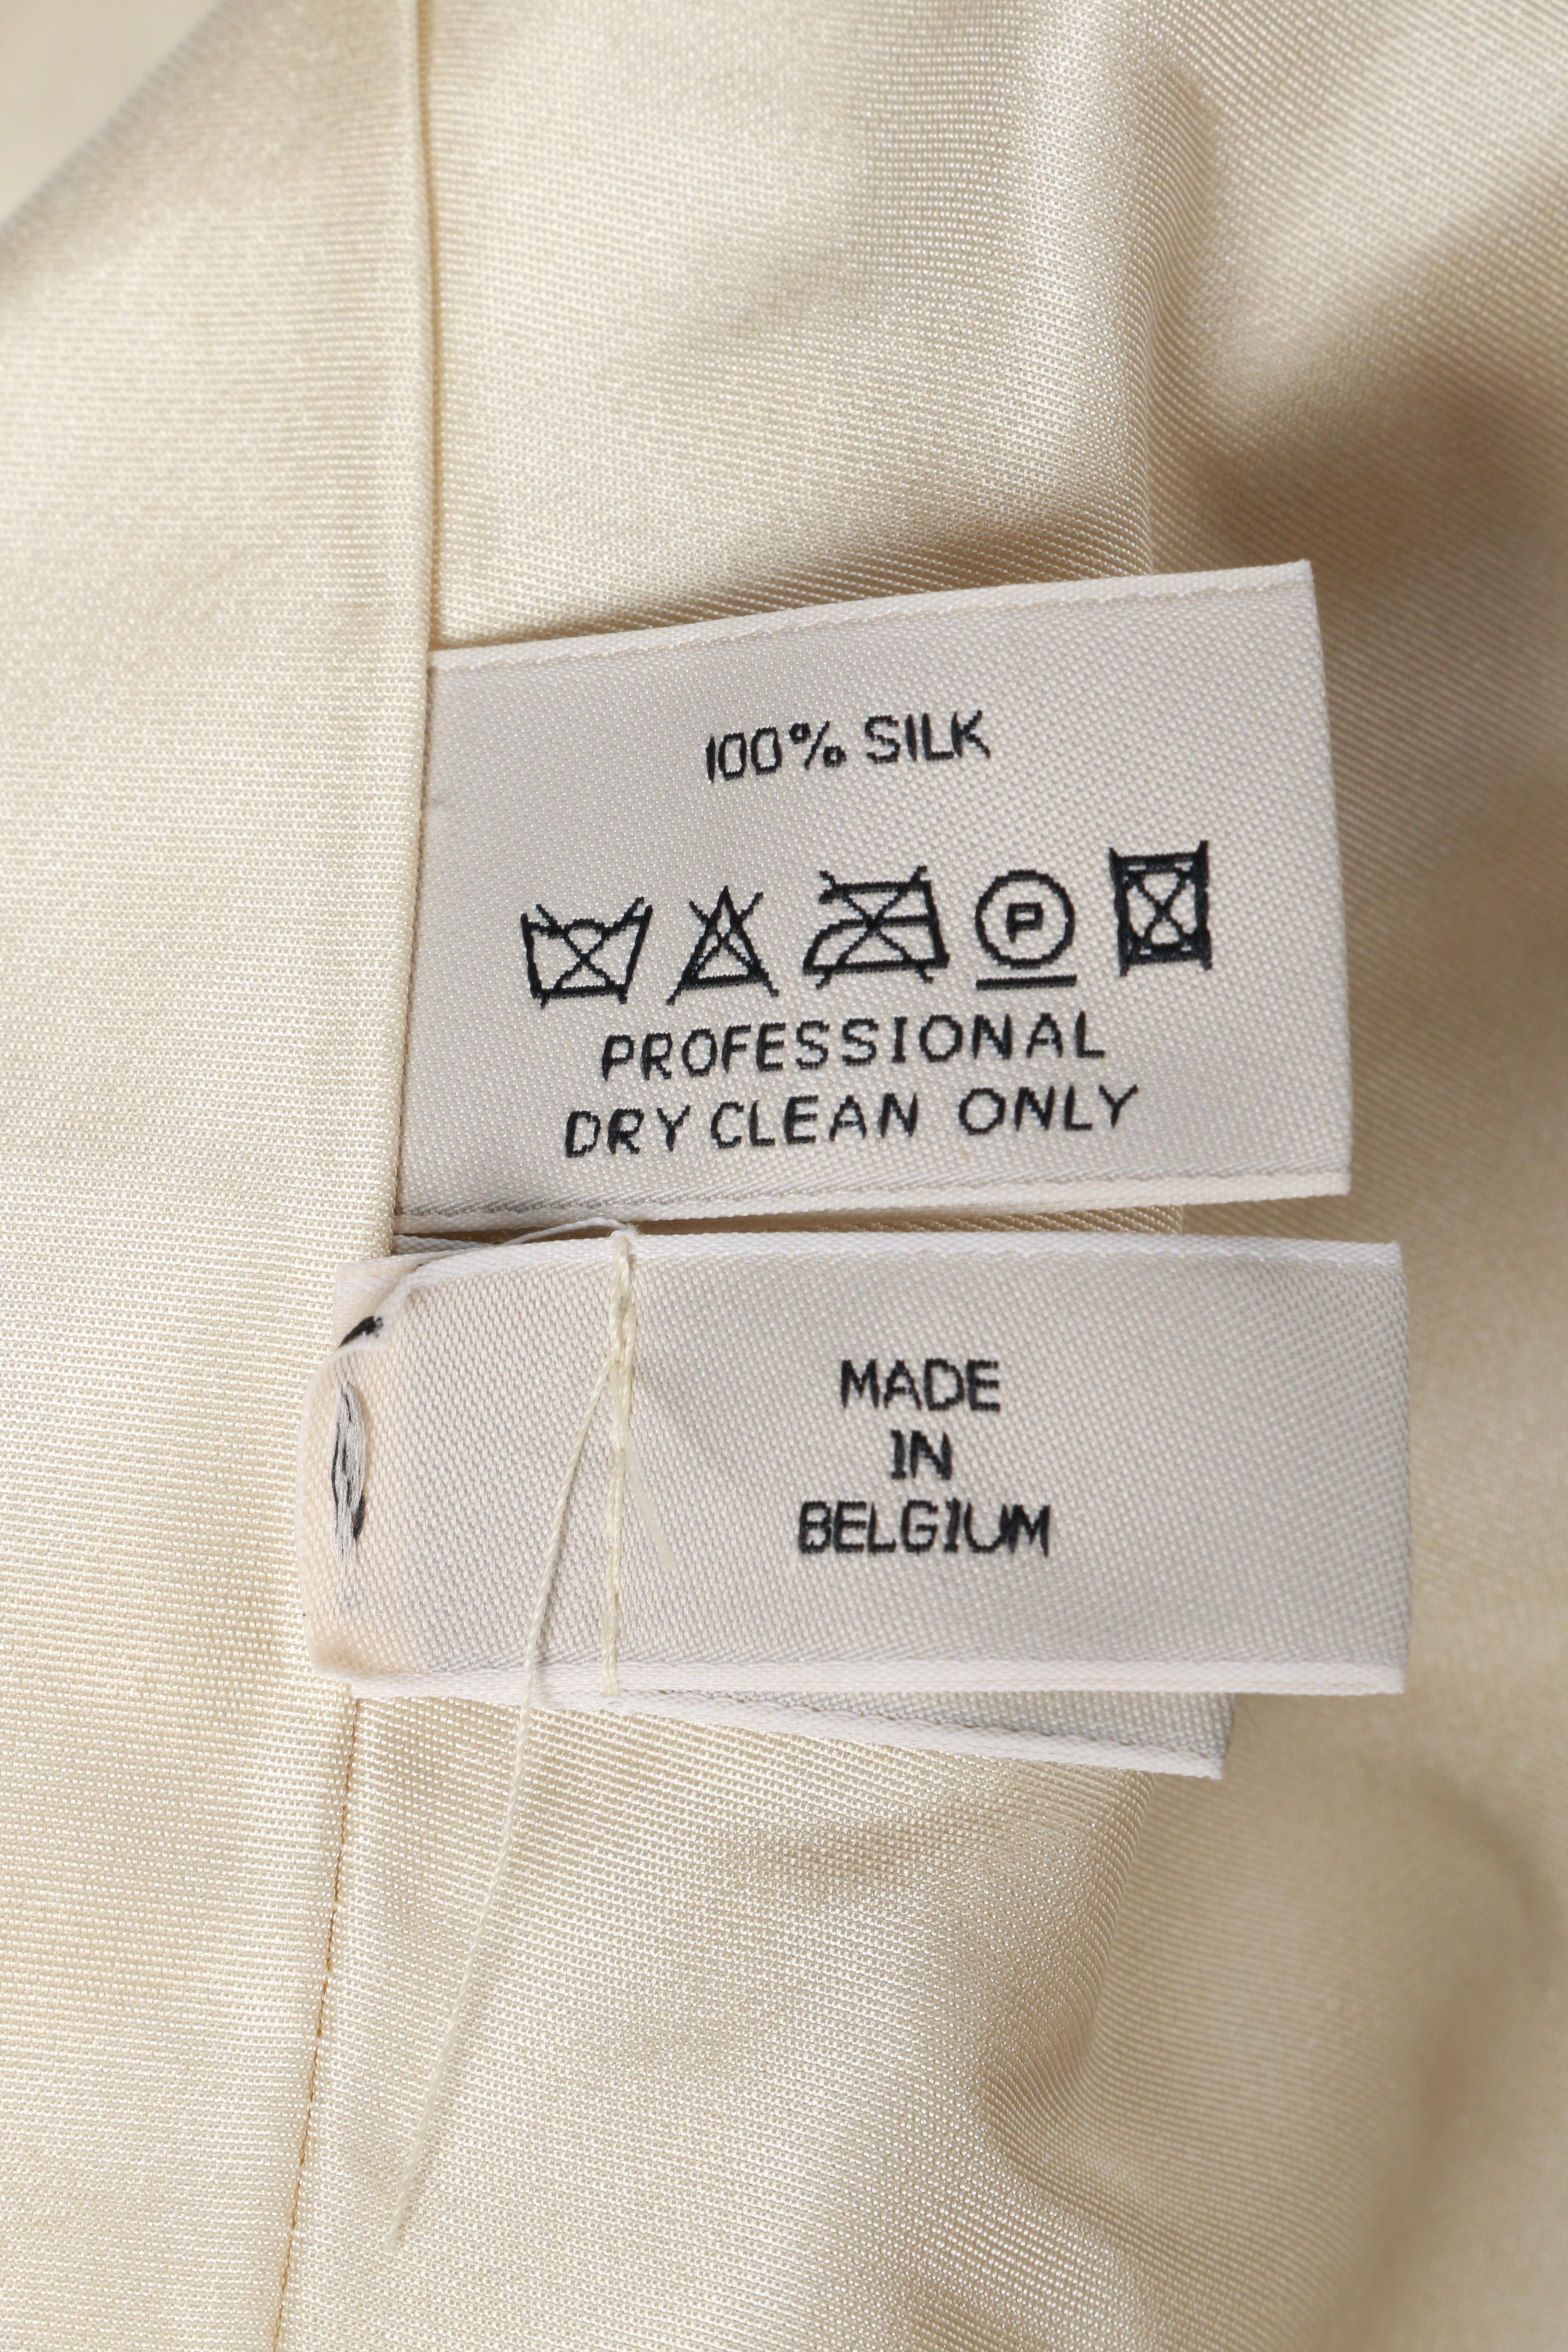 100% SILK
P
PROFESSIONAL
DRY CLEAN ONLY
MADE
IN
BELGIUM